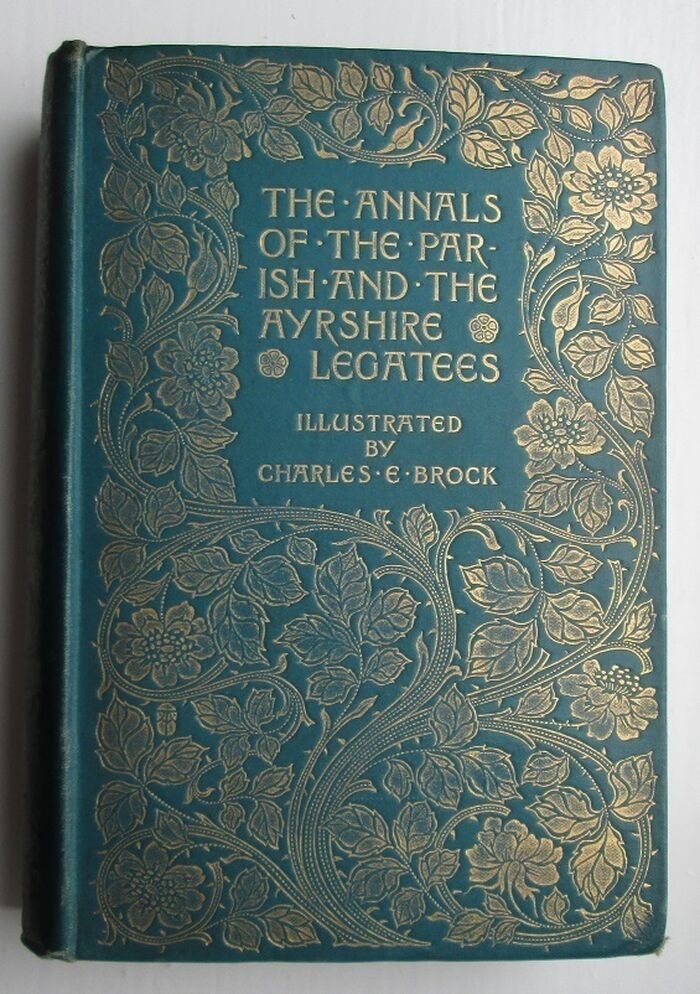 THE·ANNALS
OF·THE·PAR-
ISH·AND·THE
AYRSHIRE
LEGATEES
ILLUSTRATED
BY
CHARLES·E·BROCK